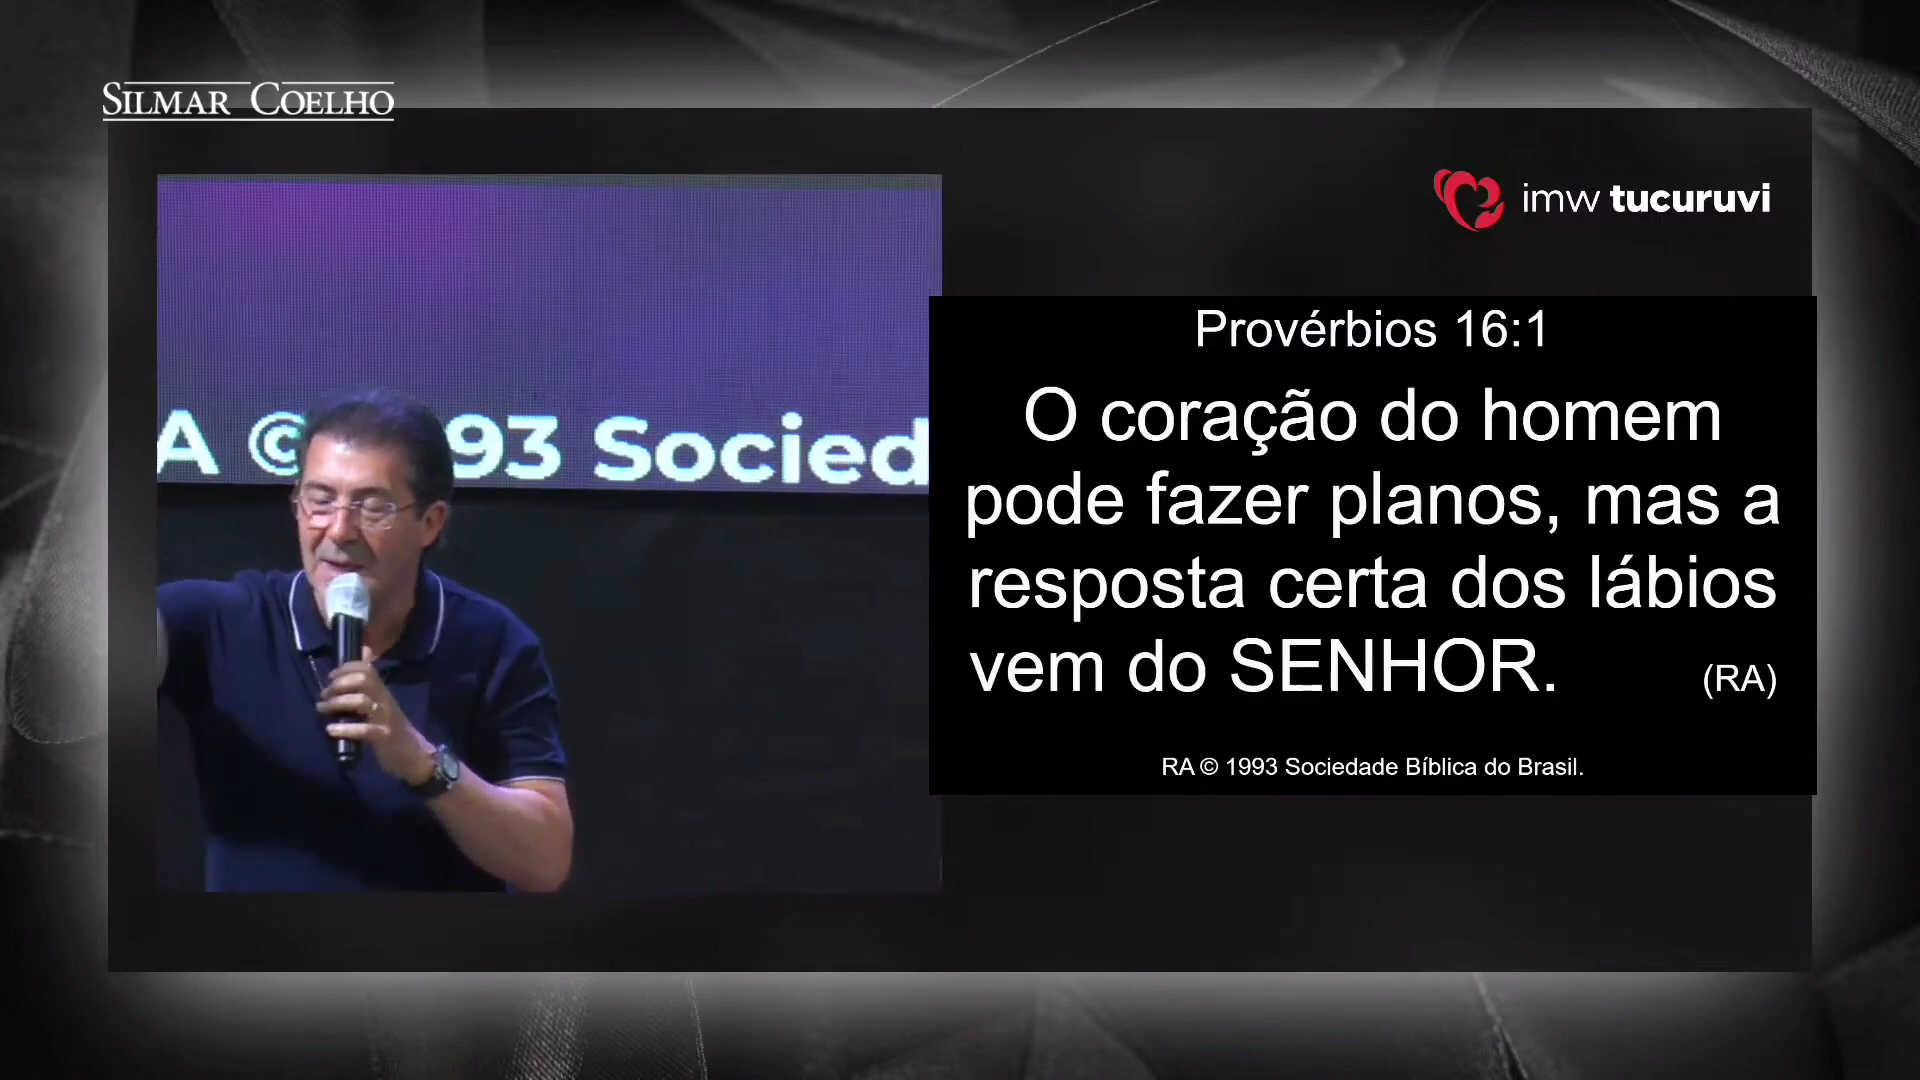 SILMAR COELHO
imw tucuruvi
A © 93 Socied
Provérbios 16:1
O coração do homem
pode fazer planos, mas a
resposta certa dos lábios
vem do SENHOR. (RA)
RA © 1993 Sociedade Bíblica do Brasil.